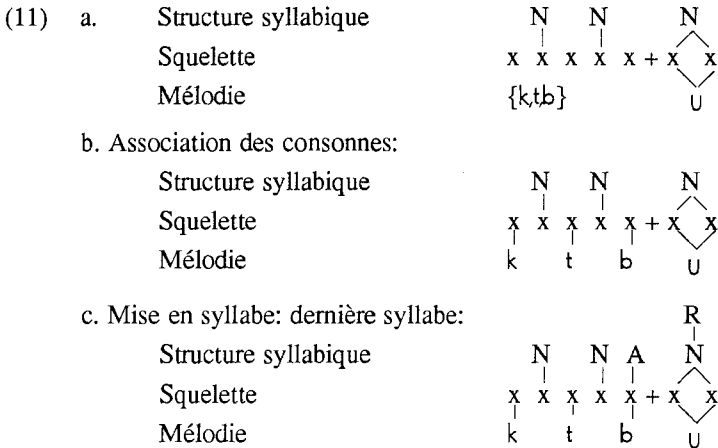 (11) a. Structure syllabique N N N
Squelette x x x x x + x x
Mélodie {k,t,b} U
b. Association des consonnes:
Structure syllabique N N N
Squelette x x x x x + x x
Mélodie k t b U
c. Mise en syllabe: dernière syllabe: R
Structure syllabique N N A N
Squelette x x x x x + x x
Mélodie k t b U